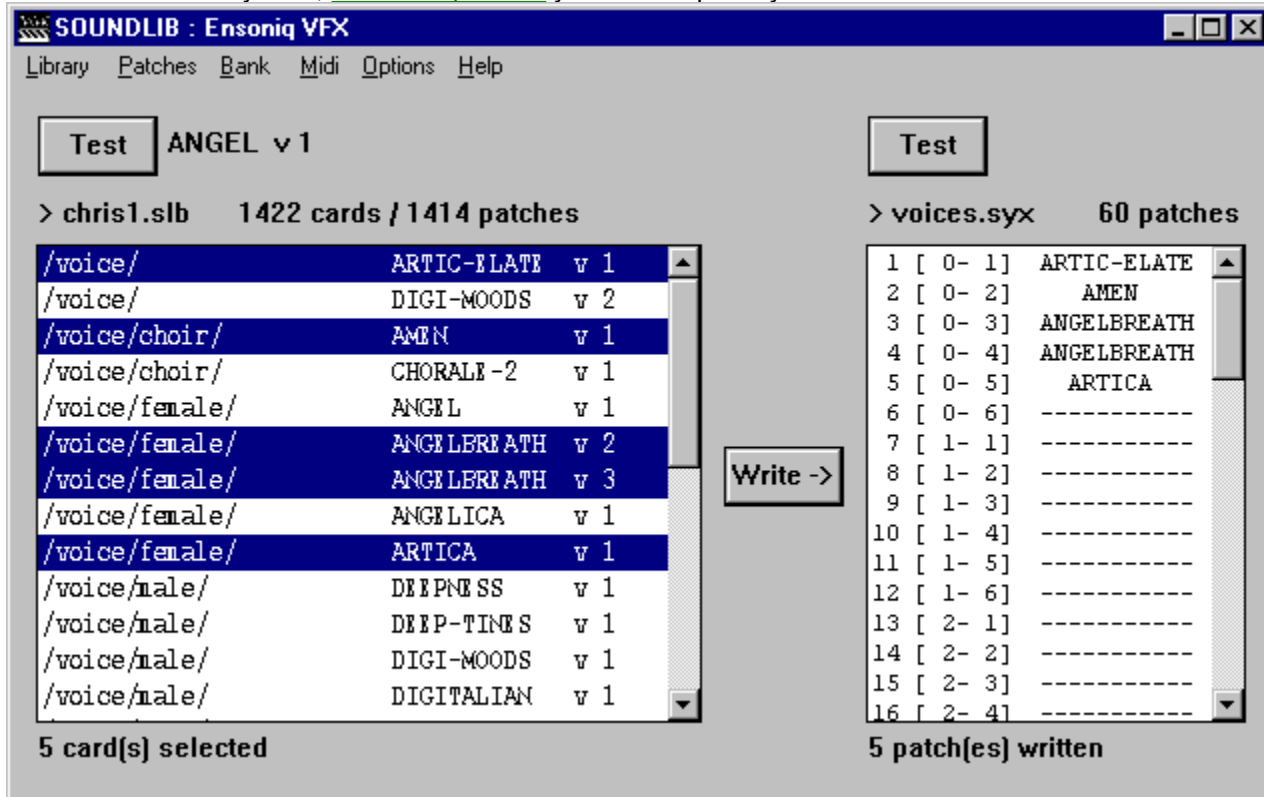 SOUNDLIB : Ensoniq VFX
Library Patches Bank Midi Options Help
Test ANGEL v 1
Test
> chris1.slb 1422 cards / 1414 patches
> voices.syx 60 patches
/voice/ ARTIC-ELATE v 1
/voice/ DIGI-MOODS v 2
/voice/choir/ AMEN v 1
/voice/choir/ CHORALE-2 v 1
/voice/female/ ANGEL v 1
/voice/female/ ANGELBREATH v 2
/voice/female/ ANGELBREATH v 3
/voice/female/ ANGELICA v 1
/voice/female/ ARTICA v 1
/voice/male/ DEEPNESS v 1
/voice/male/ DEEP-TINES v 1
/voice/male/ DIGI-MOODS v 1
/voice/male/ DIGITALIAN v 1
5 card(s) selected
Write ->
1 [ 0- 1] ARTIC-ELATE
2 [ 0- 2] AMEN
3 [ 0- 3] ANGELBREATH
4 [ 0- 4] ANGELBREATH
5 [ 0- 5] ARTICA
6 [ 0- 6] -----------
7 [ 1- 1] -----------
8 [ 1- 2] -----------
9 [ 1- 3] -----------
10 [ 1- 4] -----------
11 [ 1- 5] -----------
12 [ 1- 6] -----------
13 [ 2- 1] -----------
14 [ 2- 2] -----------
15 [ 2- 3] -----------
16 [ 2- 4] -----------
5 patch(es) written